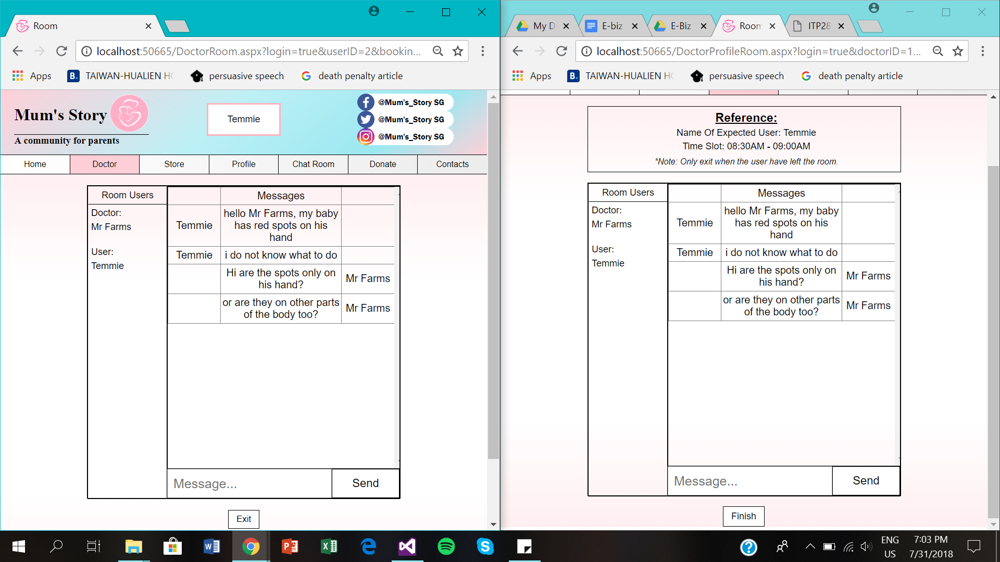 Room
localhost:50665/DoctorRoom.aspx?login=true&userID=2&bookin...
Apps
B. TAIWAN-HUALIEN HO
persuasive speech
death penalty article
Mum's Story
A community for parents
Temmie
@Mum's_Story SG
@Mum's_Story SG
@Mum's_Story SG
Home
Doctor
Store
Profile
Chat Room
Donate
Contacts
Room Users
Doctor:
Mr Farms
User:
Temmie
Messages
Temmie
hello Mr Farms, my baby
has red spots on his
hand
Temmie
i do not know what to do
Hi are the spots only on
his hand?
Mr Farms
or are they on other parts
of the body too?
Mr Farms
Message...
Send
Exit
My D
E-biz
E-Biz
Room
ITP28
localhost:50665/DoctorProfileRoom.aspx?login=true&doctorID=1...
Apps
B. TAIWAN-HUALIEN HO
persuasive speech
death penalty article
Reference:
Name Of Expected User: Temmie
Time Slot: 08:30AM - 09:00AM
*Note: Only exit when the user have left the room.
Room Users
Doctor:
Mr Farms
User:
Temmie
Messages
Temmie
hello Mr Farms, my baby
has red spots on his
hand
Temmie
i do not know what to do
Hi are the spots only on
his hand?
Mr Farms
or are they on other parts
of the body too?
Mr Farms
Message...
Send
Finish
ENG
US
7:03 PM
7/31/2018